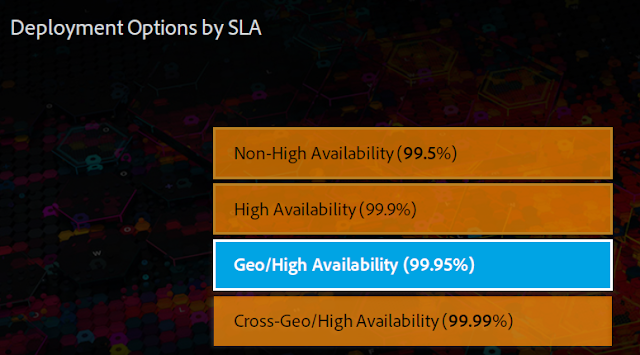 Deployment Options by SLA
Non-High Availability (99.5%)
High Availability (99.9%)
Geo/High Availability (99.95%)
Cross-Geo/High Availability (99.99%)